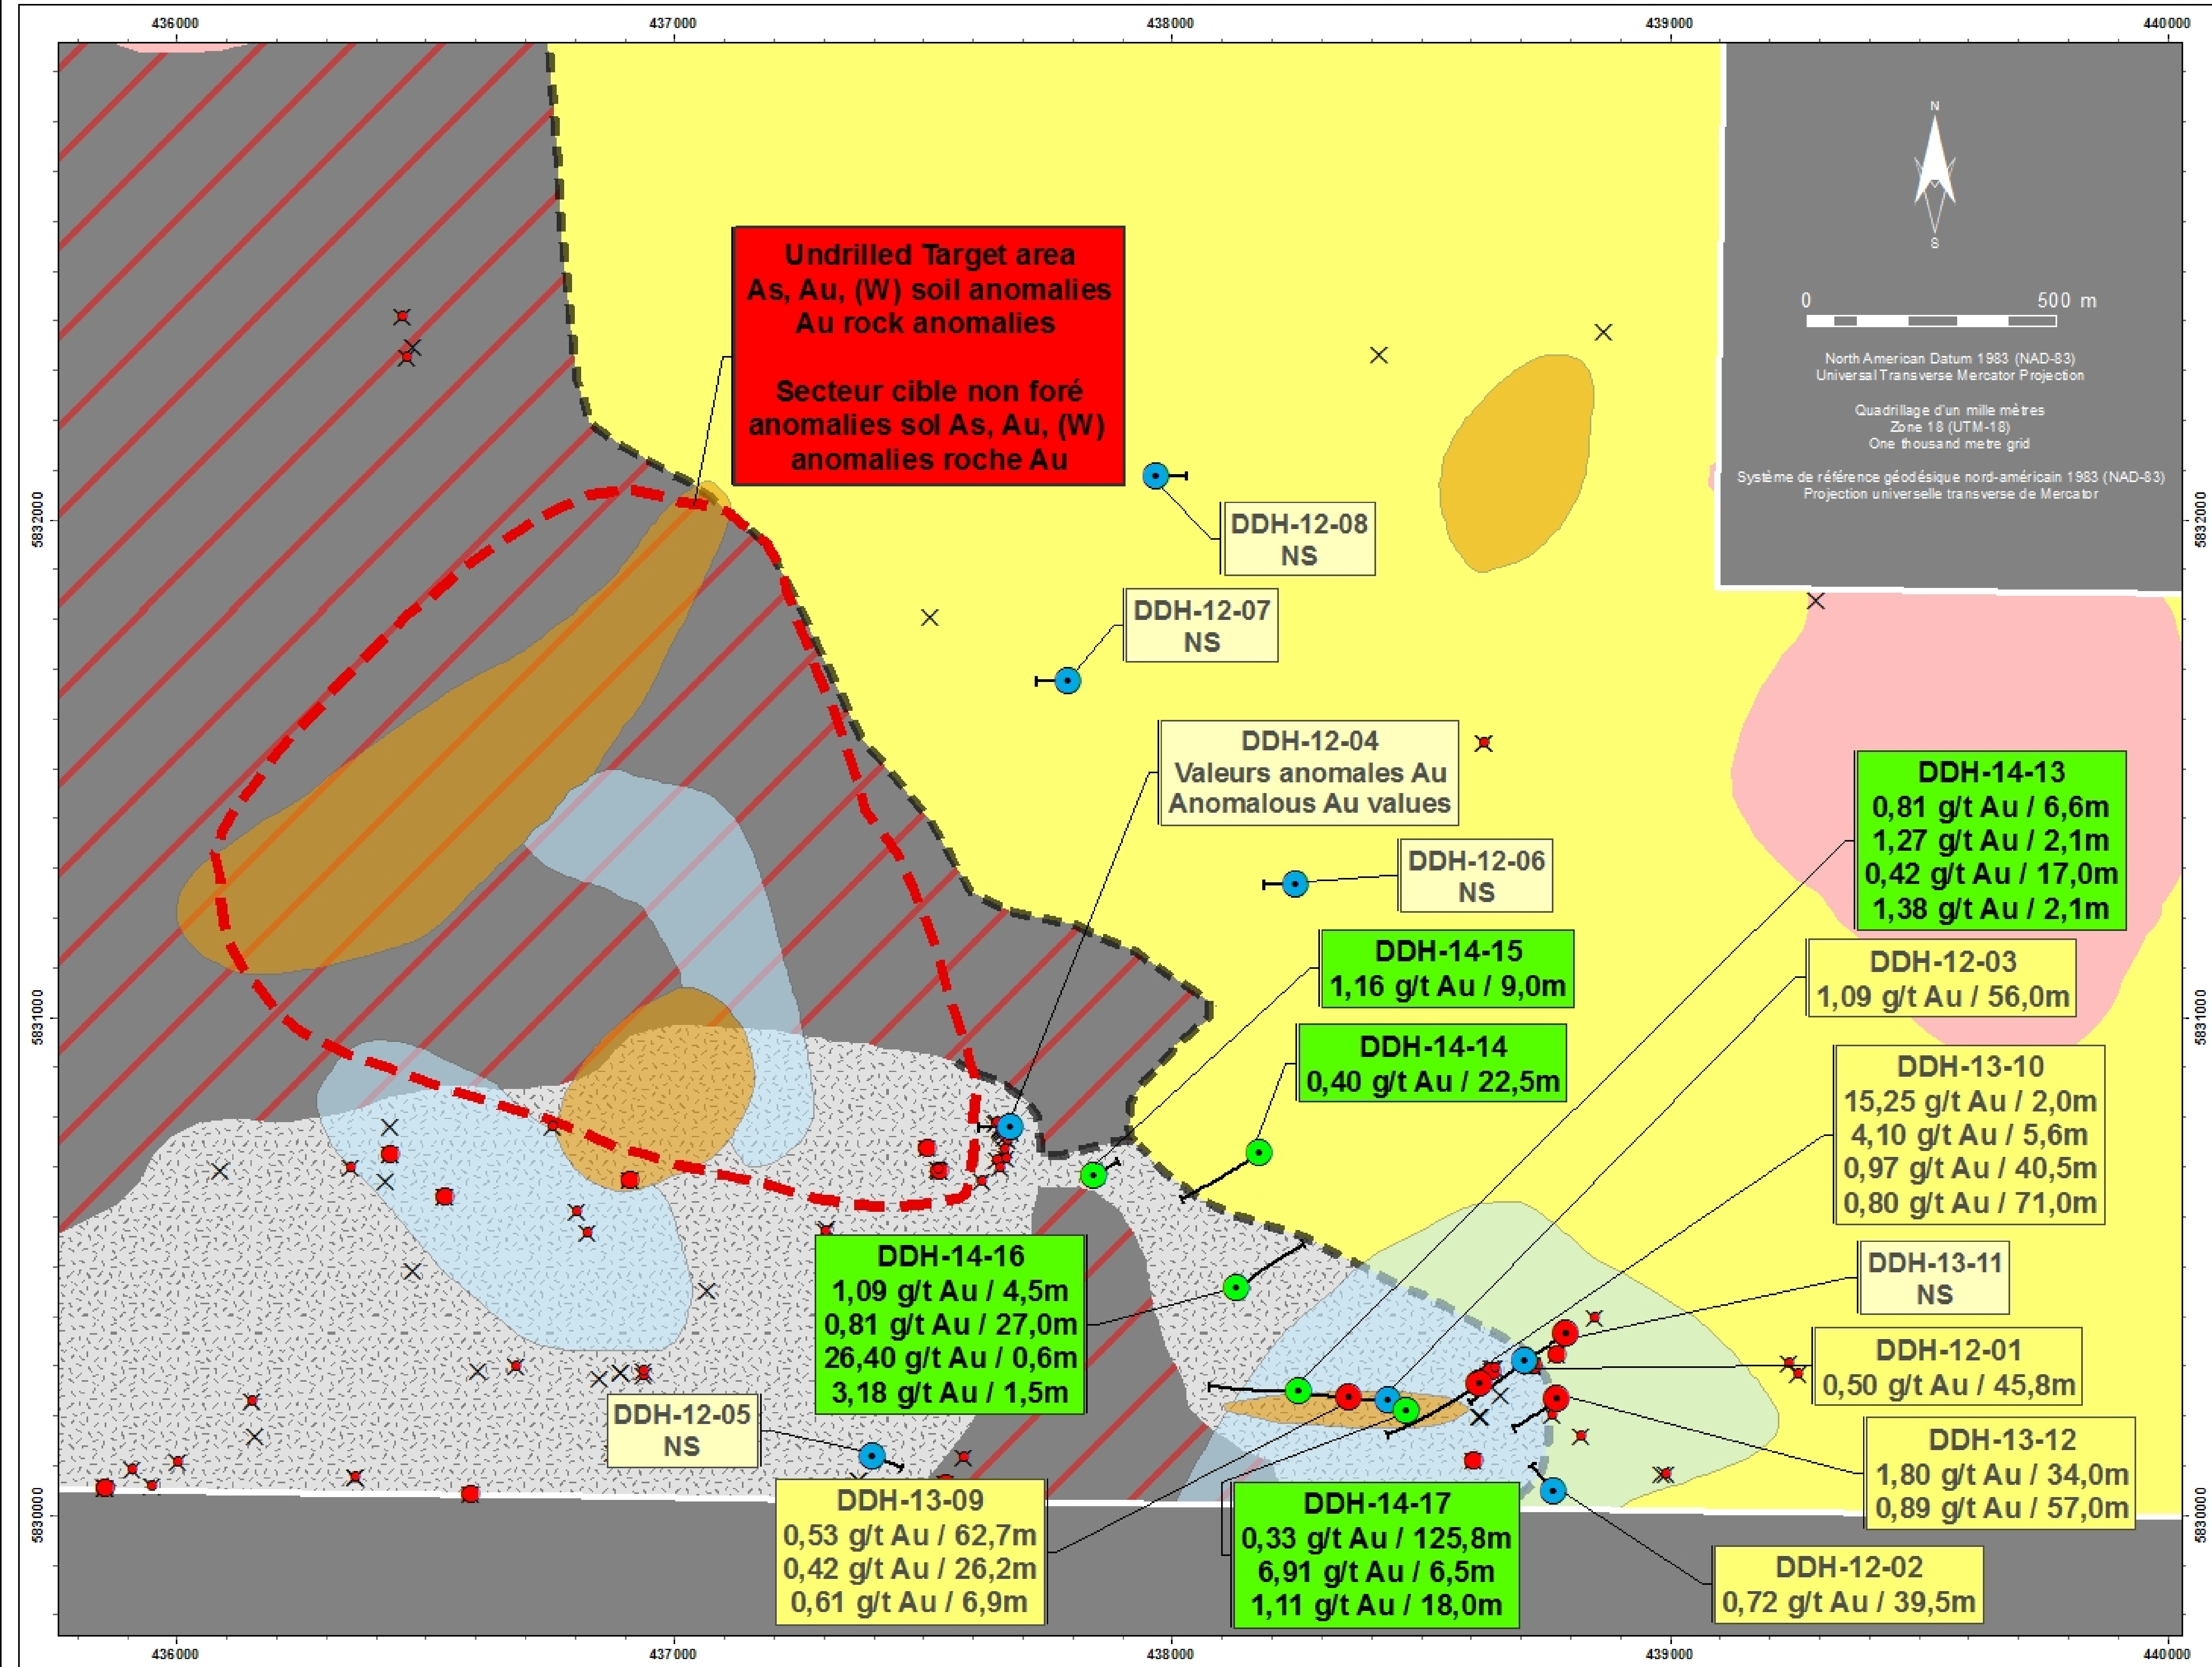 436000
437000
438000
439000
440000
N
S
0 500 m
North American Datum 1983 (NAD-83)
Universal Transverse Mercator Projection
Quadrillage d'un mille mètres
Zone 18 (UTM-18)
One thousand metre grid
Système de référence géodésique nord-américain 1983 (NAD-83)
Projection universelle transverse de Mercator
Undrilled Target area
As, Au, (W) soil anomalies
Au rock anomalies
Secteur cible non foré
anomalies sol As, Au, (W)
anomalies roche Au
5832000
5832000
DDH-12-08
NS
DDH-12-07
NS
DDH-12-04
Valeurs anomales Au
Anomalous Au values
DDH-14-13
0,81 g/t Au / 6,6m
1,27 g/t Au / 2,1m
0,42 g/t Au / 17,0m
1,38 g/t Au / 2,1m
DDH-12-06
NS
DDH-14-15
1,16 g/t Au / 9,0m
DDH-12-03
1,09 g/t Au / 56,0m
5831000
5831000
DDH-14-14
0,40 g/t Au / 22,5m
DDH-13-10
15,25 g/t Au / 2,0m
4,10 g/t Au / 5,6m
0,97 g/t Au / 40,5m
0,80 g/t Au / 71,0m
DDH-14-16
1,09 g/t Au / 4,5m
0,81 g/t Au / 27,0m
26,40 g/t Au / 0,6m
3,18 g/t Au / 1,5m
DDH-13-11
NS
DDH-12-01
0,50 g/t Au / 45,8m
DDH-12-05
NS
DDH-13-12
1,80 g/t Au / 34,0m
0,89 g/t Au / 57,0m
5830000
5830000
DDH-13-09
0,53 g/t Au / 62,7m
0,42 g/t Au / 26,2m
0,61 g/t Au / 6,9m
DDH-14-17
0,33 g/t Au / 125,8m
6,91 g/t Au / 6,5m
1,11 g/t Au / 18,0m
DDH-12-02
0,72 g/t Au / 39,5m
436000
437000
438000
439000
440000